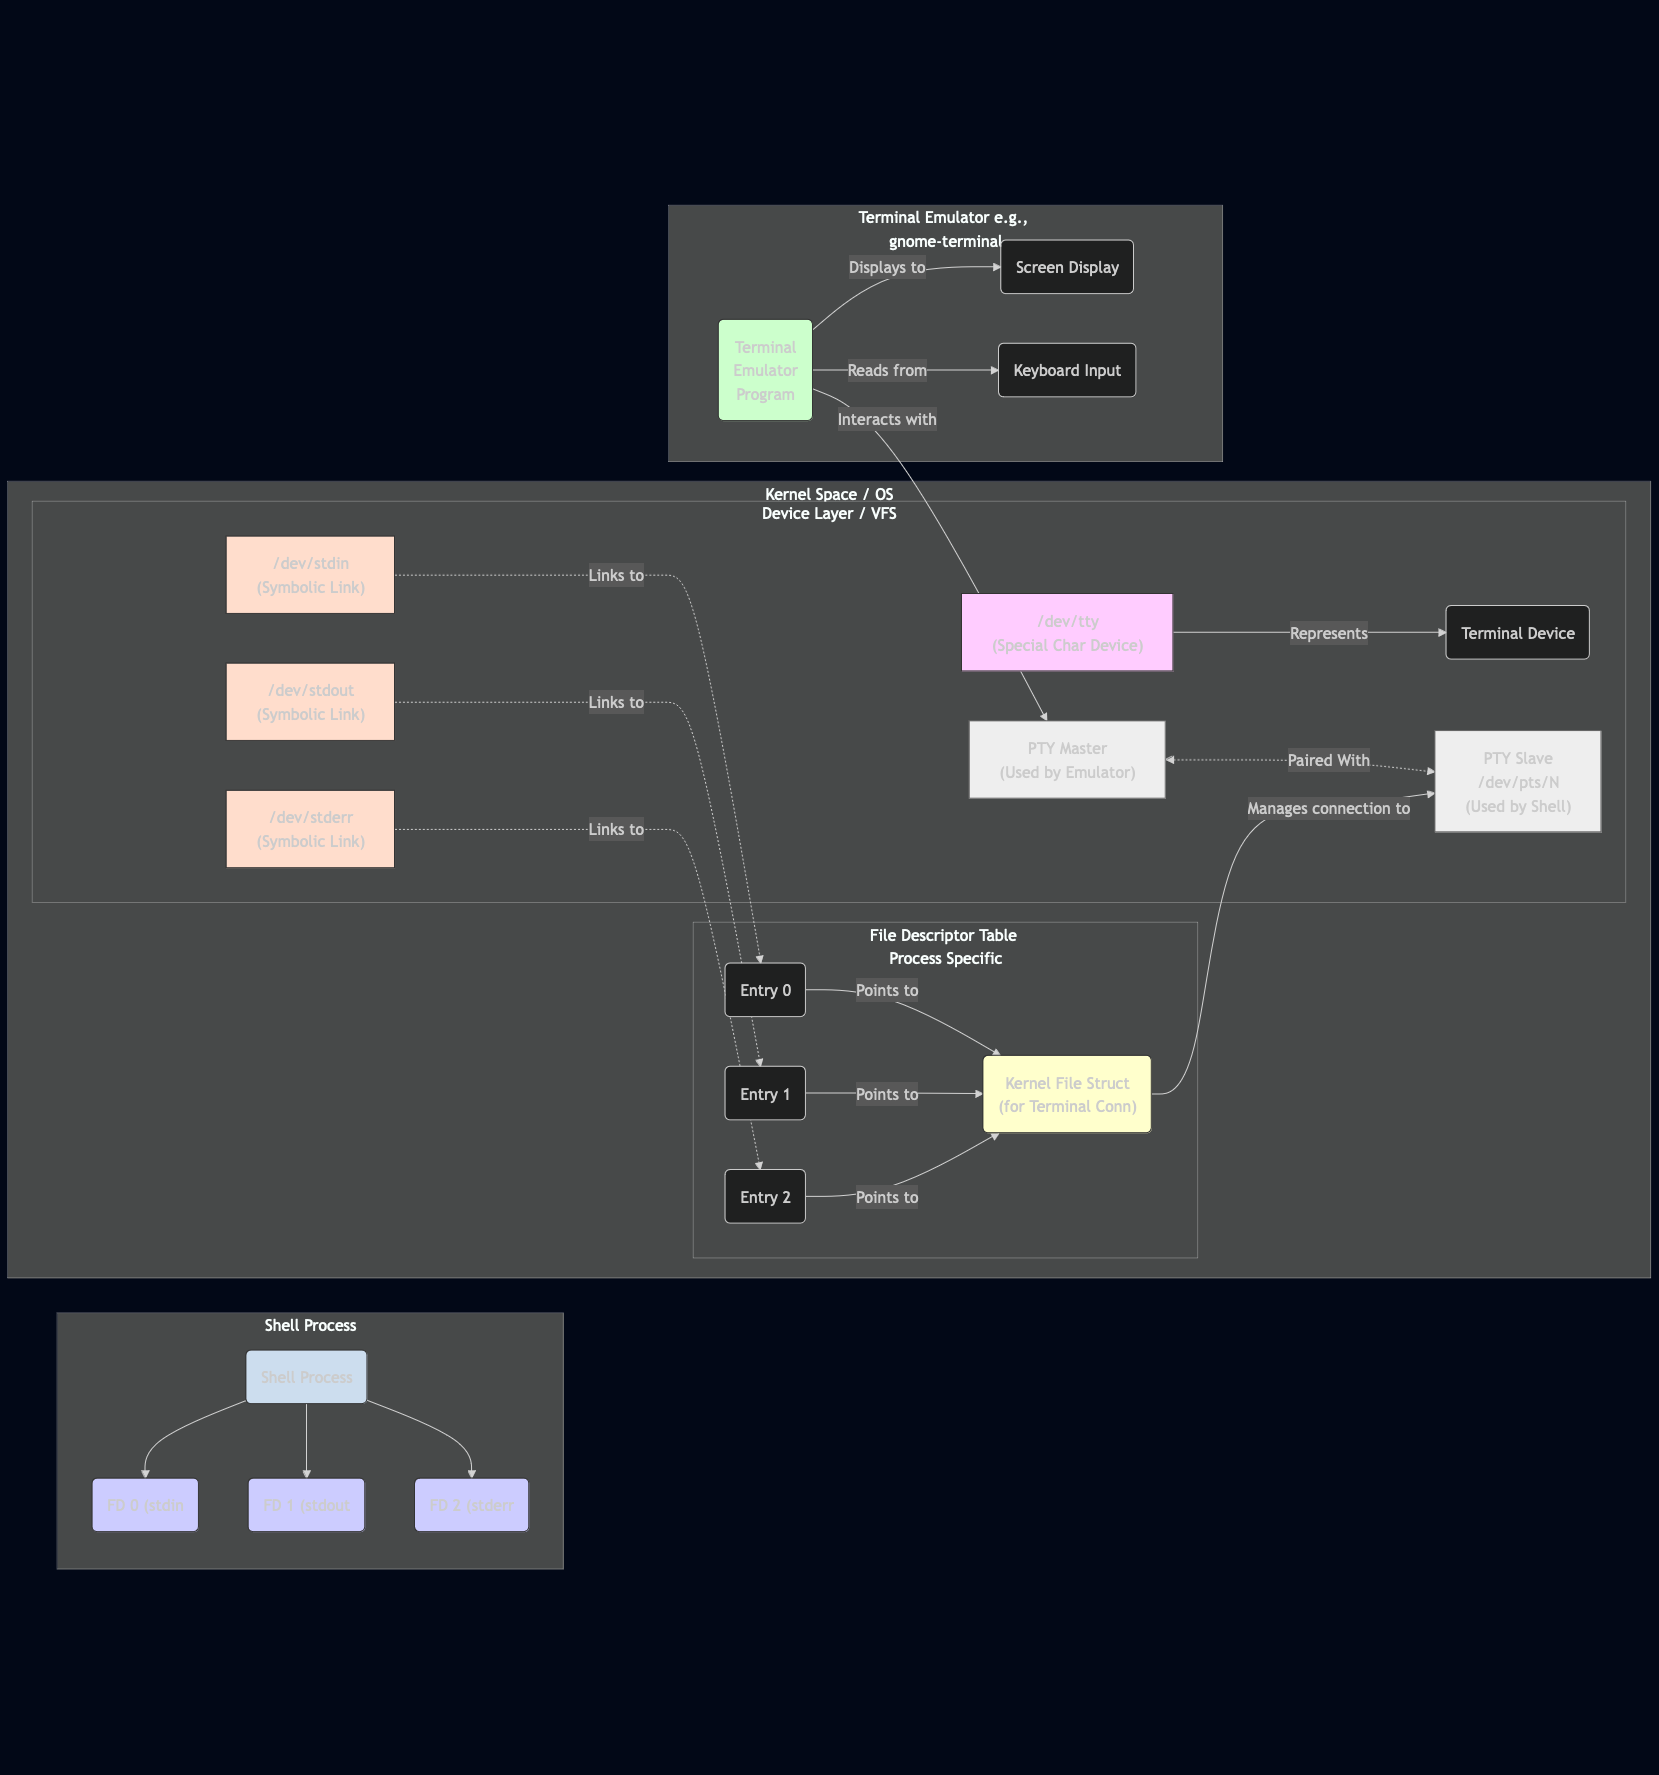 Terminal Emulator e.g.,
gnome-terminal
Displays to
Screen Display
Terminal
Emulator
Program
Reads from
Keyboard Input
Interacts with
Kernel Space / OS
Device Layer / VFS
/dev/stdin
(Symbolic Link)
Links to
/dev/tty
(Special Char Device)
Represents
Terminal Device
/dev/stdout
(Symbolic Link)
Links to
PTY Master
(Used by Emulator)
Paired With
PTY Slave
/dev/pts/N
(Used by Shell)
Manages connection to
/dev/stderr
(Symbolic Link)
Links to
File Descriptor Table
Process Specific
Entry 0
Points to
Entry 1
Points to
Kernel File Struct
(for Terminal Conn)
Entry 2
Points to
Shell Process
Shell Process
FD 0 (stdin
FD 1 (stdout
FD 2 (stderr